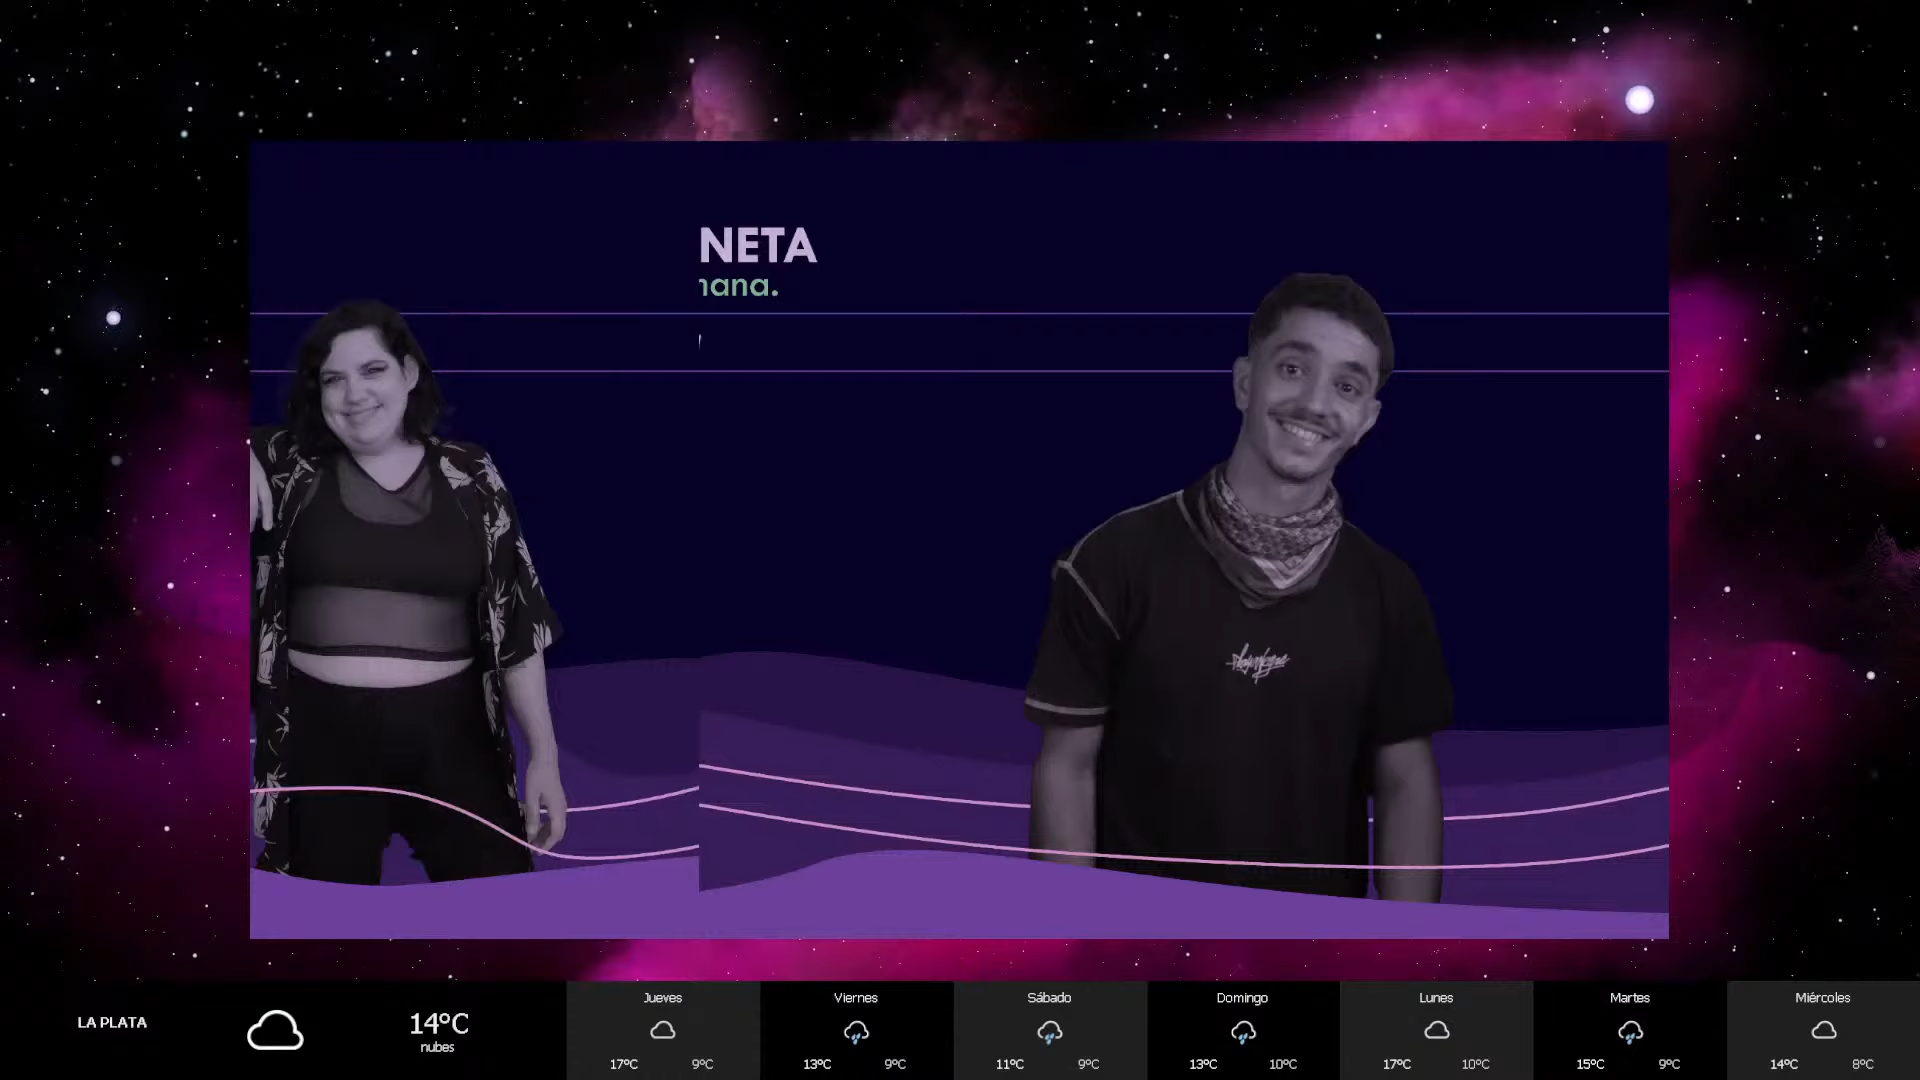 NETA
nana.
LA PLATA
14°C
nubes
Jueves
17°C 9°C
Viernes
13°C 9°C
Sábado
11°C 9°C
Domingo
13°C 10°C
Lunes
17°C 10°C
Martes
15°C 9°C
Miércoles
14°C 8°C